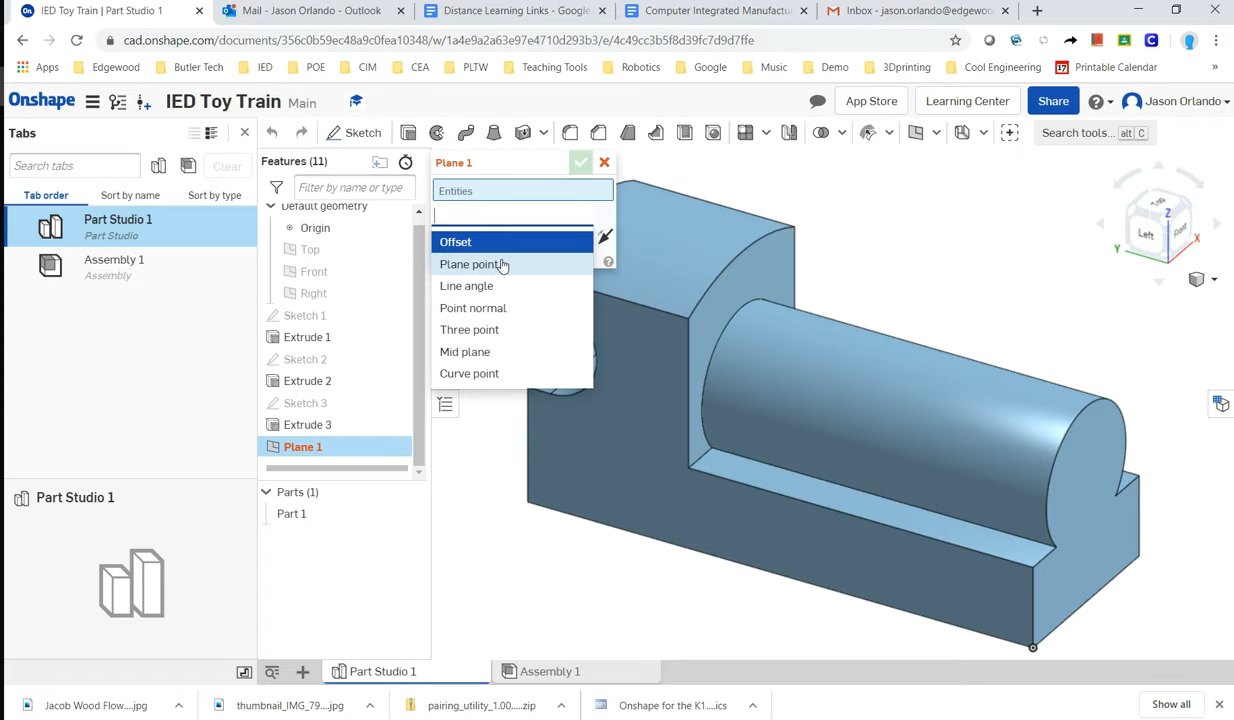 IED Toy Train | Part Studio 1
Mail - Jason Orlando - Outlook
Distance Learning Links - Google
Computer Integrated Manufactu
Inbox - jason.orlando@edgewoo
cad.onshape.com/documents/356c0b59ec48a9c0fea10348/w/1a4e9a2a63e97e4710d293b3/e/4c49cc3b5f8d39fc7d9d7ffe
Apps
Edgewood
Butler Tech
IED
POE
CIM
CEA
PLTW
Teaching Tools
Robotics
Google
Music
Demo
3Dprinting
Cool Engineering
17 Printable Calendar
»
Onshape
IED Toy Train Main
App Store
Learning Center
Share
Jason Orlando
Tabs
Sketch
Search tools... alt C
Search tabs
Clear
Tab order
Sort by name
Sort by type
Part Studio 1
Part Studio
Assembly 1
Assembly
Features (11)
Filter by name or type
Default geometry
Origin
Top
Front
Right
Sketch 1
Extrude 1
Sketch 2
Extrude 2
Sketch 3
Extrude 3
Plane 1
Parts (1)
Part 1
Plane 1
Entities
Offset
Plane point
Line angle
Point normal
Three point
Mid plane
Curve point
Top
Left
Front
Z
X
Y
Part Studio 1
Part Studio 1
Assembly 1
Jacob Wood Flow....jpg
thumbnail_IMG_79....jpg
pairing_utility_1.00....zip
Onshape for the K1....ics
Show all